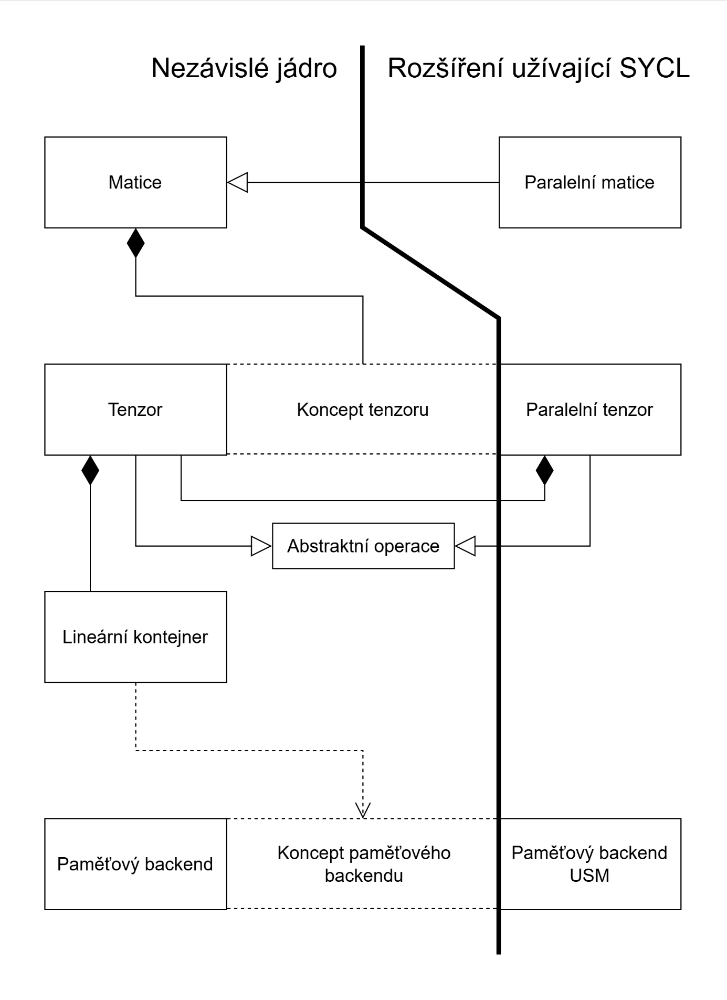 Nezávislé jádro
Rozšíření užívající SYCL
Matice
Paralelní matice
Tenzor
Koncept tenzoru
Paralelní tenzor
Abstraktní operace
Lineární kontejner
Paměťový backend
Koncept paměťového
backendu
Paměťový backend
USM